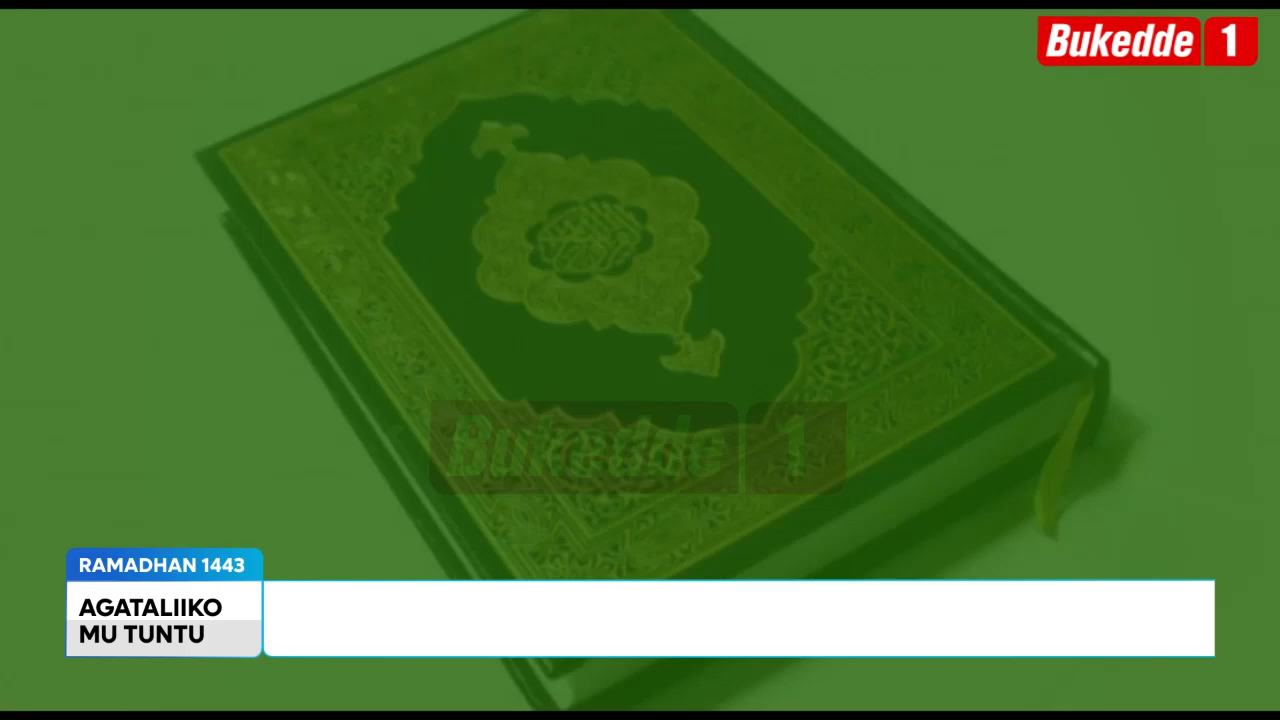 Bukedde 1
Bukedde 1
RAMADHAN 1443
AGATALIIKO
MU TUNTU